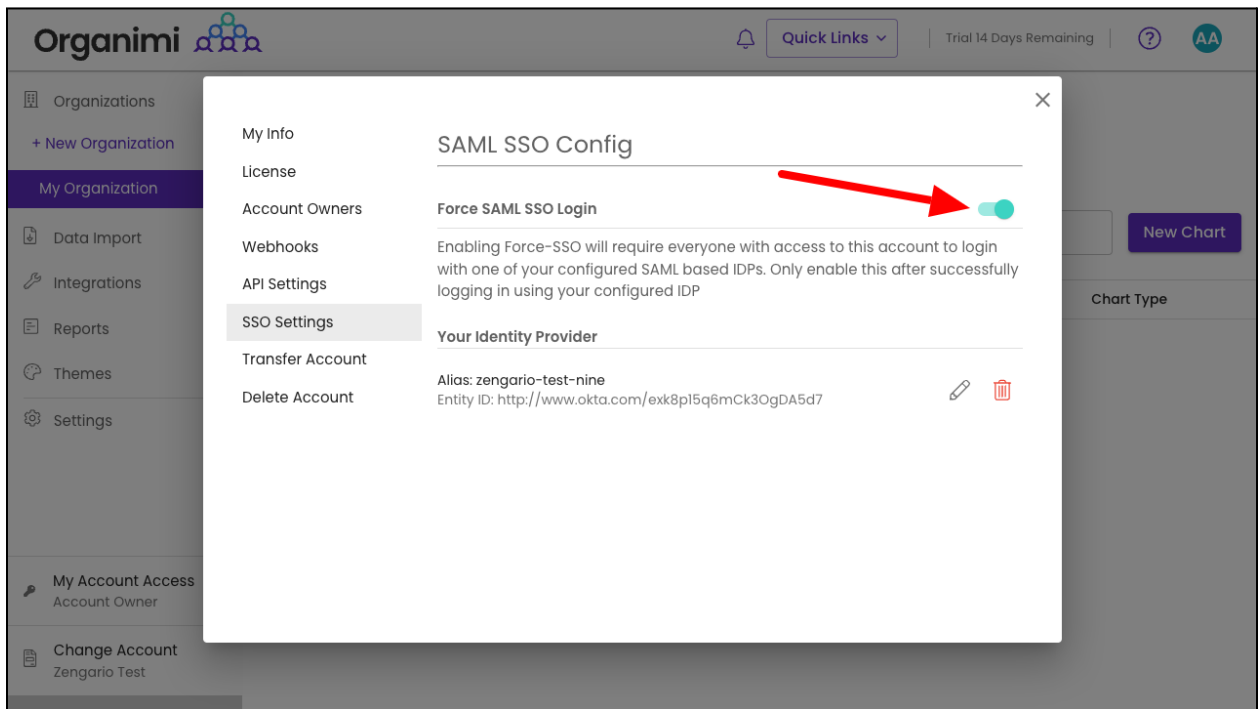 Organimi
Quick Links
Trial 14 Days Remaining
?
AA
Organizations
+ New Organization
My Organization
Data Import
Integrations
Reports
Themes
Settings
My Account Access
Account Owner
Change Account
Zengario Test
My Info
License
Account Owners
Webhooks
API Settings
SSO Settings
Transfer Account
Delete Account
SAML SSO Config
Force SAML SSO Login
Enabling Force-SSO will require everyone with access to this account to login
with one of your configured SAML based IDPs. Only enable this after successfully
logging in using your configured IDP
Your Identity Provider
Alias: zengario-test-nine
Entity ID: http://www.okta.com/exk8p15q6mCk3OgDA5d7
New Chart
Chart Type